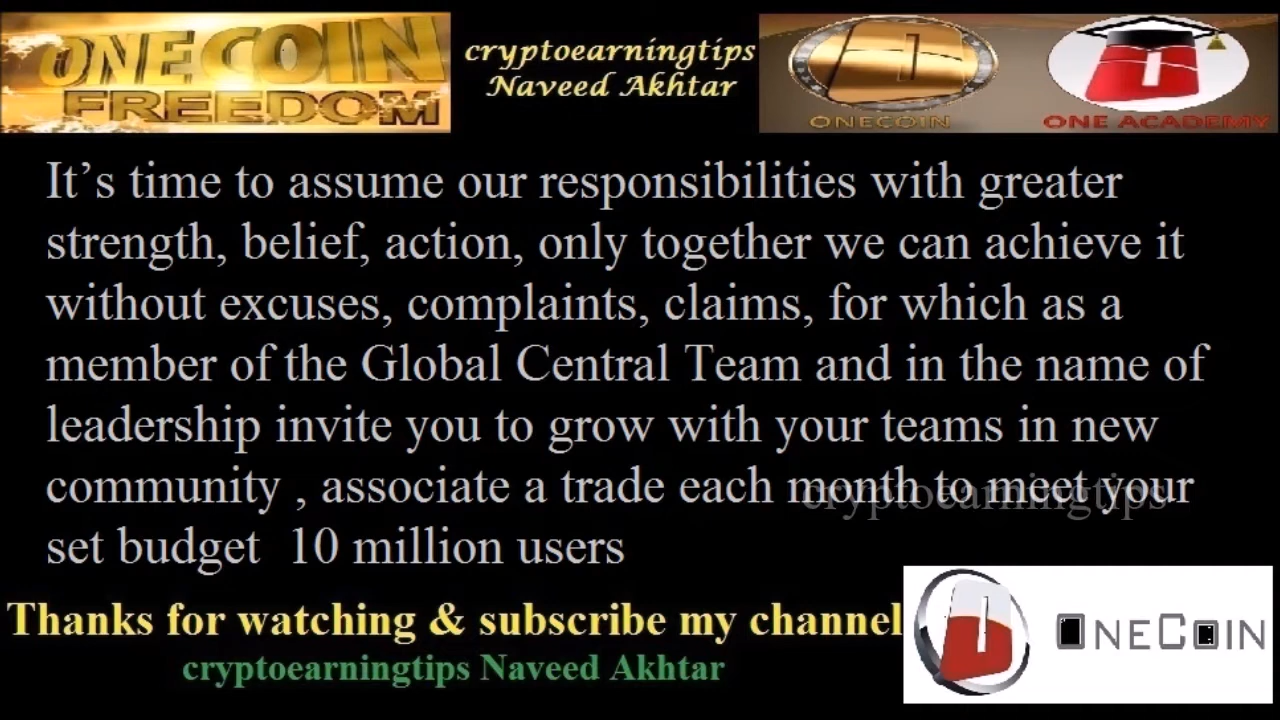 ONECOIN
FREEDOM
cryptoearningtips
Naveed Akhtar
ONECOIN
ONE ACADEMY
It’s time to assume our responsibilities with greater
strength, belief, action, only together we can achieve it
without excuses, complaints, claims, for which as a
member of the Global Central Team and in the name of
leadership invite you to grow with your teams in new
community , associate a trade each month to meet your
cryptoearningtips
set budget  10 million users
Thanks for watching & subscribe my channel
cryptoearningtips Naveed Akhtar
ONECOIN